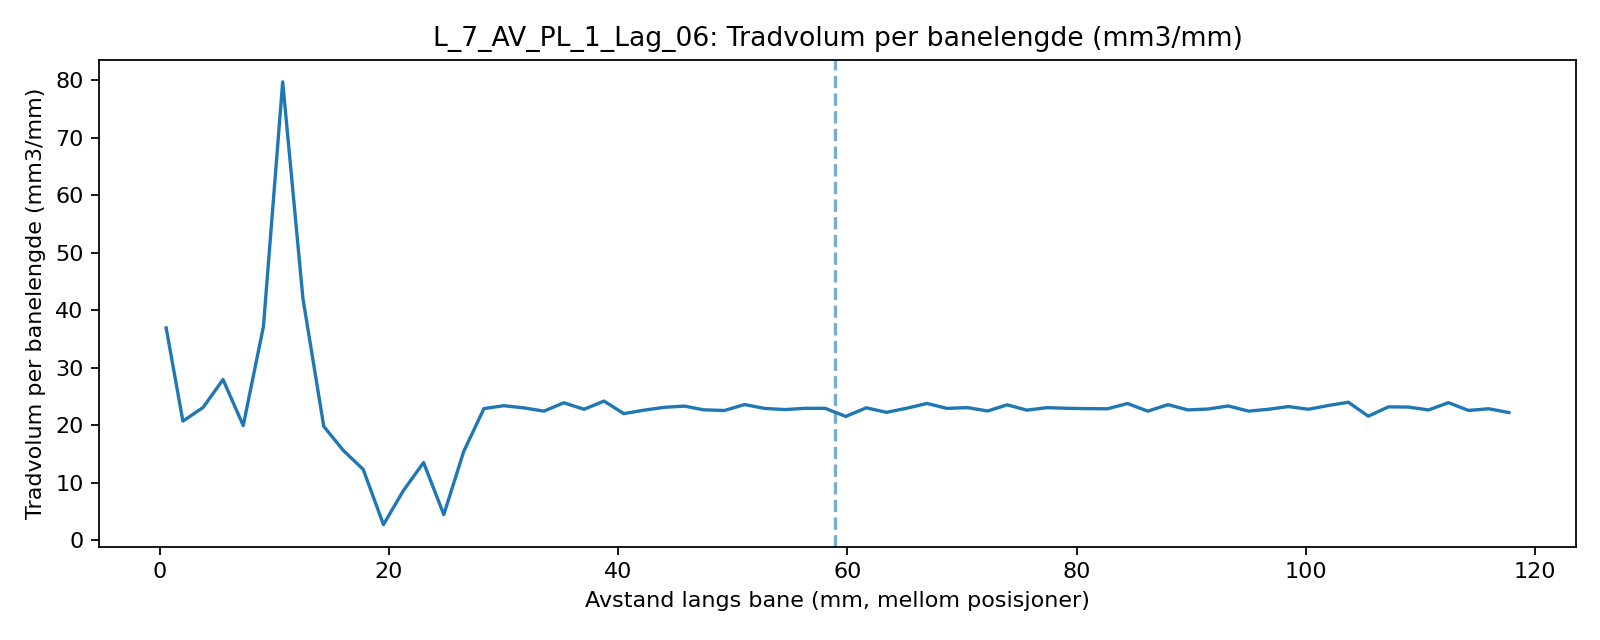 L_7_AV_PL_1_Lag_06: Tradvolum per banelengde (mm3/mm)
Tradvolum per banelengde (mm3/mm)
80
70
60
50
40
30
20
10
0
0 20 40 60 80 100 120
Avstand langs bane (mm, mellom posisjoner)